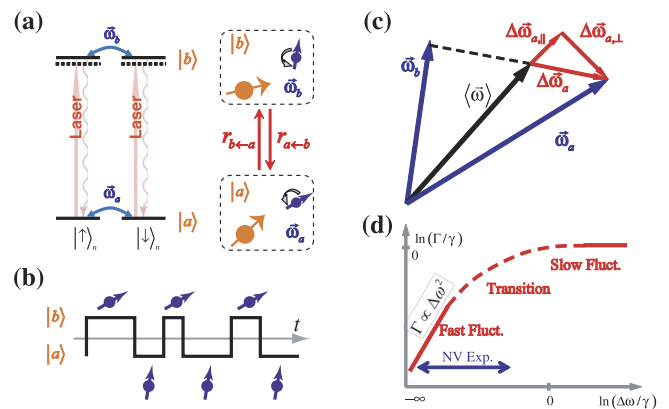 (a)
ω⃗_b
|b⟩
Laser
Laser
ω⃗_a
|a⟩
|↑⟩_n
|↓⟩_n
|b⟩
ω⃗_b
r_{b←a}
r_{a←b}
|a⟩
ω⃗_a
(b)
|b⟩
|a⟩
t
(c)
ω⃗_b
⟨ω⃗⟩
Δω⃗_{a,∥}
Δω⃗_{a,⊥}
Δω⃗_a
ω⃗_a
(d)
ln(Γ/γ)
0
Slow Fluct.
Transition
Γ ∝ Δω²
Fast Fluct.
NV Exp.
−∞
0
ln(Δω/γ)